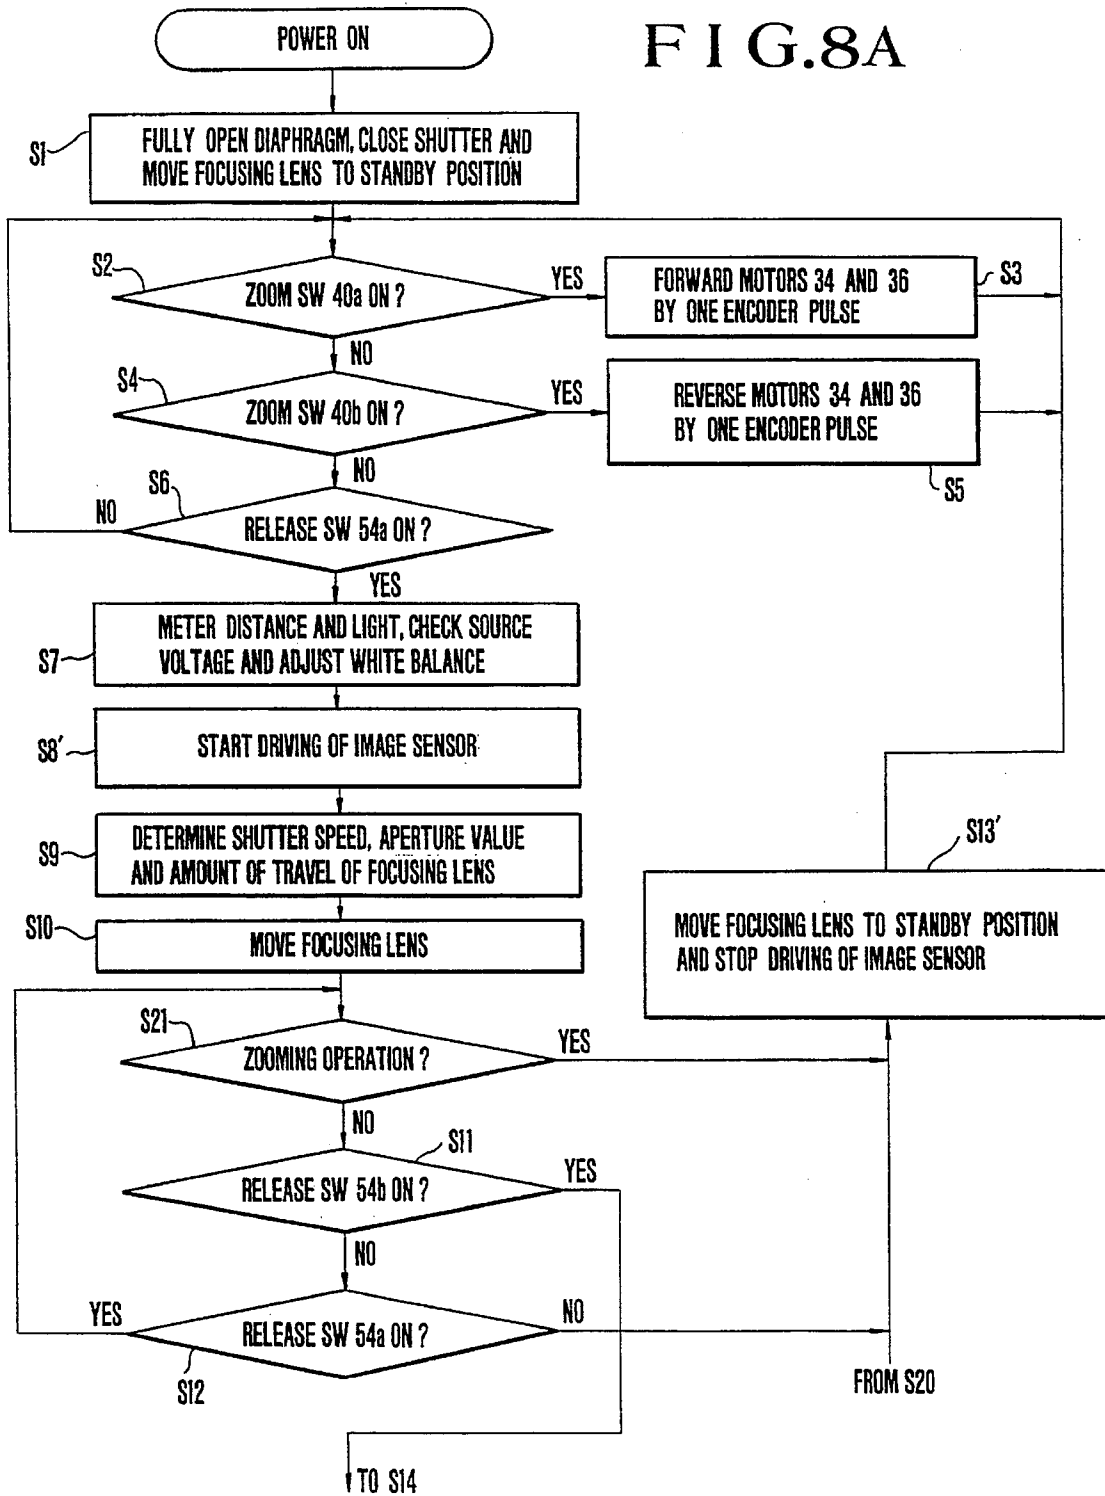 FIG.8A
POWER ON
S1
FULLY OPEN DIAPHRAGM, CLOSE SHUTTER AND
MOVE FOCUSING LENS TO STANDBY POSITION
S2
ZOOM SW 40a ON ?
YES
FORWARD MOTORS 34 AND 36
BY ONE ENCODER PULSE
S3
NO
S4
ZOOM SW 40b ON ?
YES
REVERSE MOTORS 34 AND 36
BY ONE ENCODER PULSE
S5
NO
S6
NO
RELEASE SW 54a ON ?
YES
S7
METER DISTANCE AND LIGHT, CHECK SOURCE
VOLTAGE AND ADJUST WHITE BALANCE
S8'
START DRIVING OF IMAGE SENSOR
S9
DETERMINE SHUTTER SPEED, APERTURE VALUE
AND AMOUNT OF TRAVEL OF FOCUSING LENS
S10
MOVE FOCUSING LENS
S13'
MOVE FOCUSING LENS TO STANDBY POSITION
AND STOP DRIVING OF IMAGE SENSOR
S21
ZOOMING OPERATION ?
YES
NO
S11
RELEASE SW 54b ON ?
YES
NO
YES
RELEASE SW 54a ON ?
NO
S12
FROM S20
TO S14